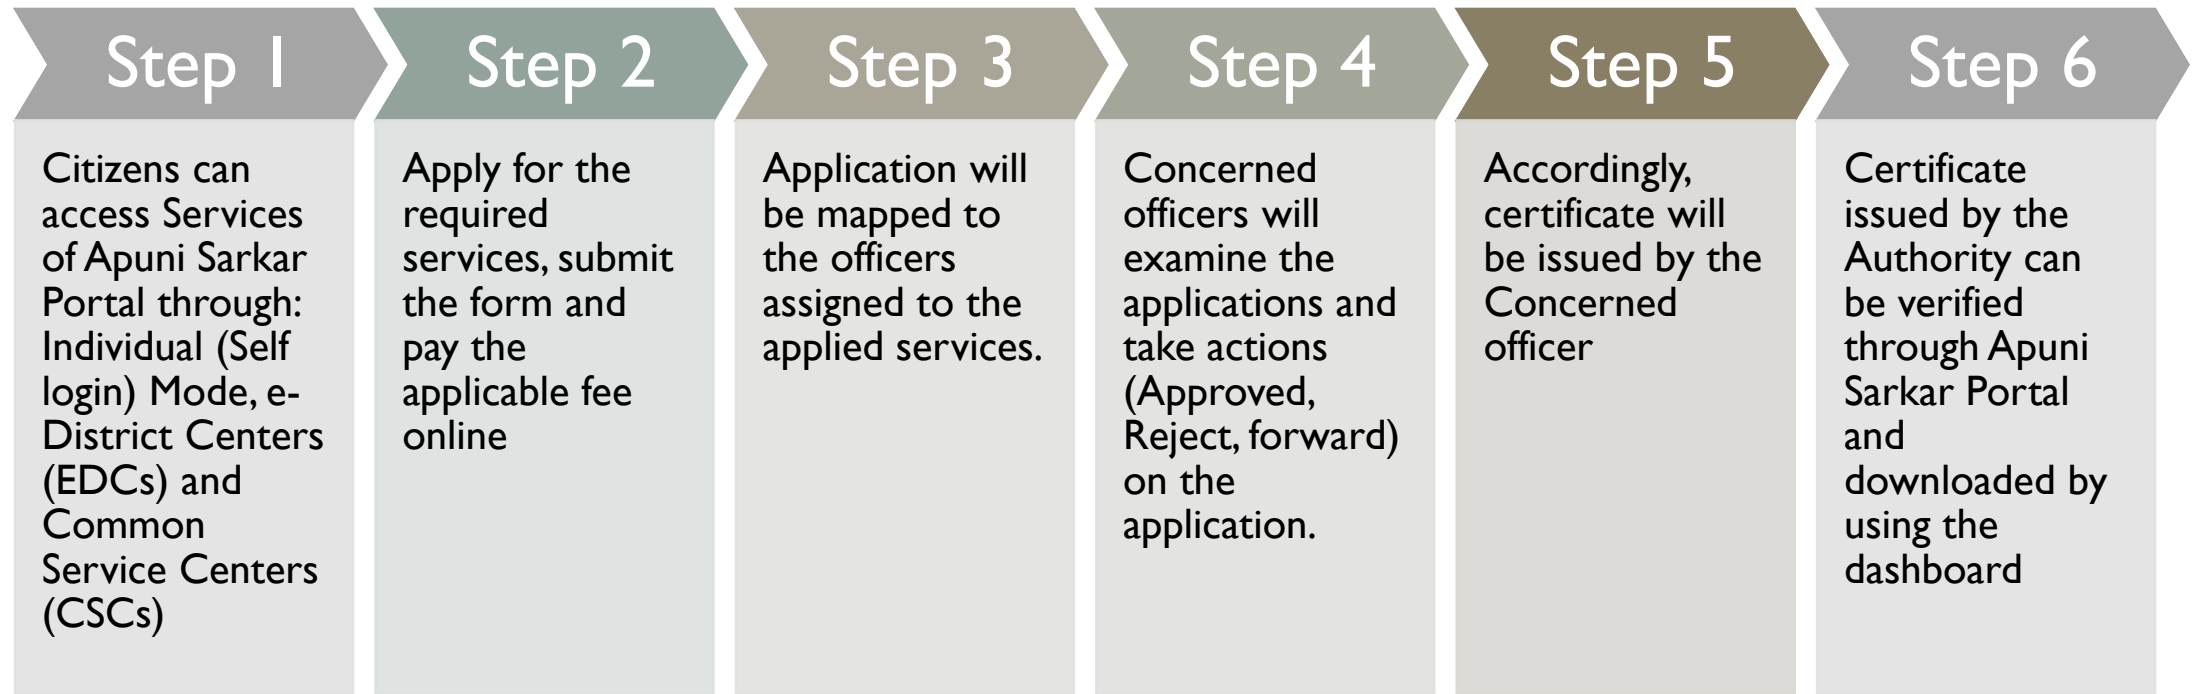 Step 1
Citizens can
access Services
of Apuni Sarkar
Portal through:
Individual (Self
login) Mode, e-
District Centers
(EDCs) and
Common
Service Centers
(CSCs)
Step 2
Apply for the
required
services, submit
the form and
pay the
applicable fee
online
Step 3
Application will
be mapped to
the officers
assigned to the
applied services.
Step 4
Concerned
officers will
examine the
applications and
take actions
(Approved,
Reject, forward)
on the
application.
Step 5
Accordingly,
certificate will
be issued by the
Concerned
officer
Step 6
Certificate
issued by the
Authority can
be verified
through Apuni
Sarkar Portal
and
downloaded by
using the
dashboard